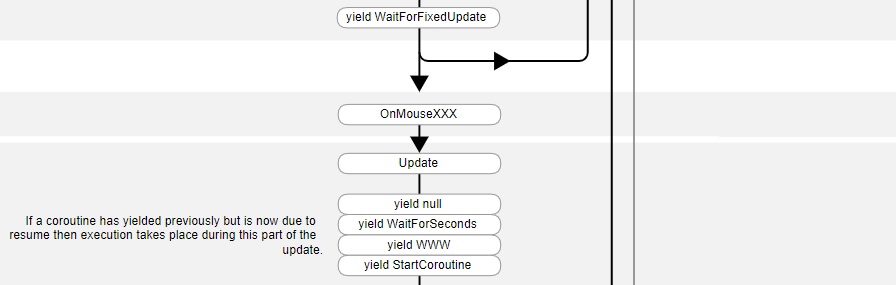 yield WaitForFixedUpdate
OnMouseXXX
Update
yield null
yield WaitForSeconds
yield WWW
yield StartCoroutine
If a coroutine has yielded previously but is now due to
resume then execution takes place during this part of the
update.